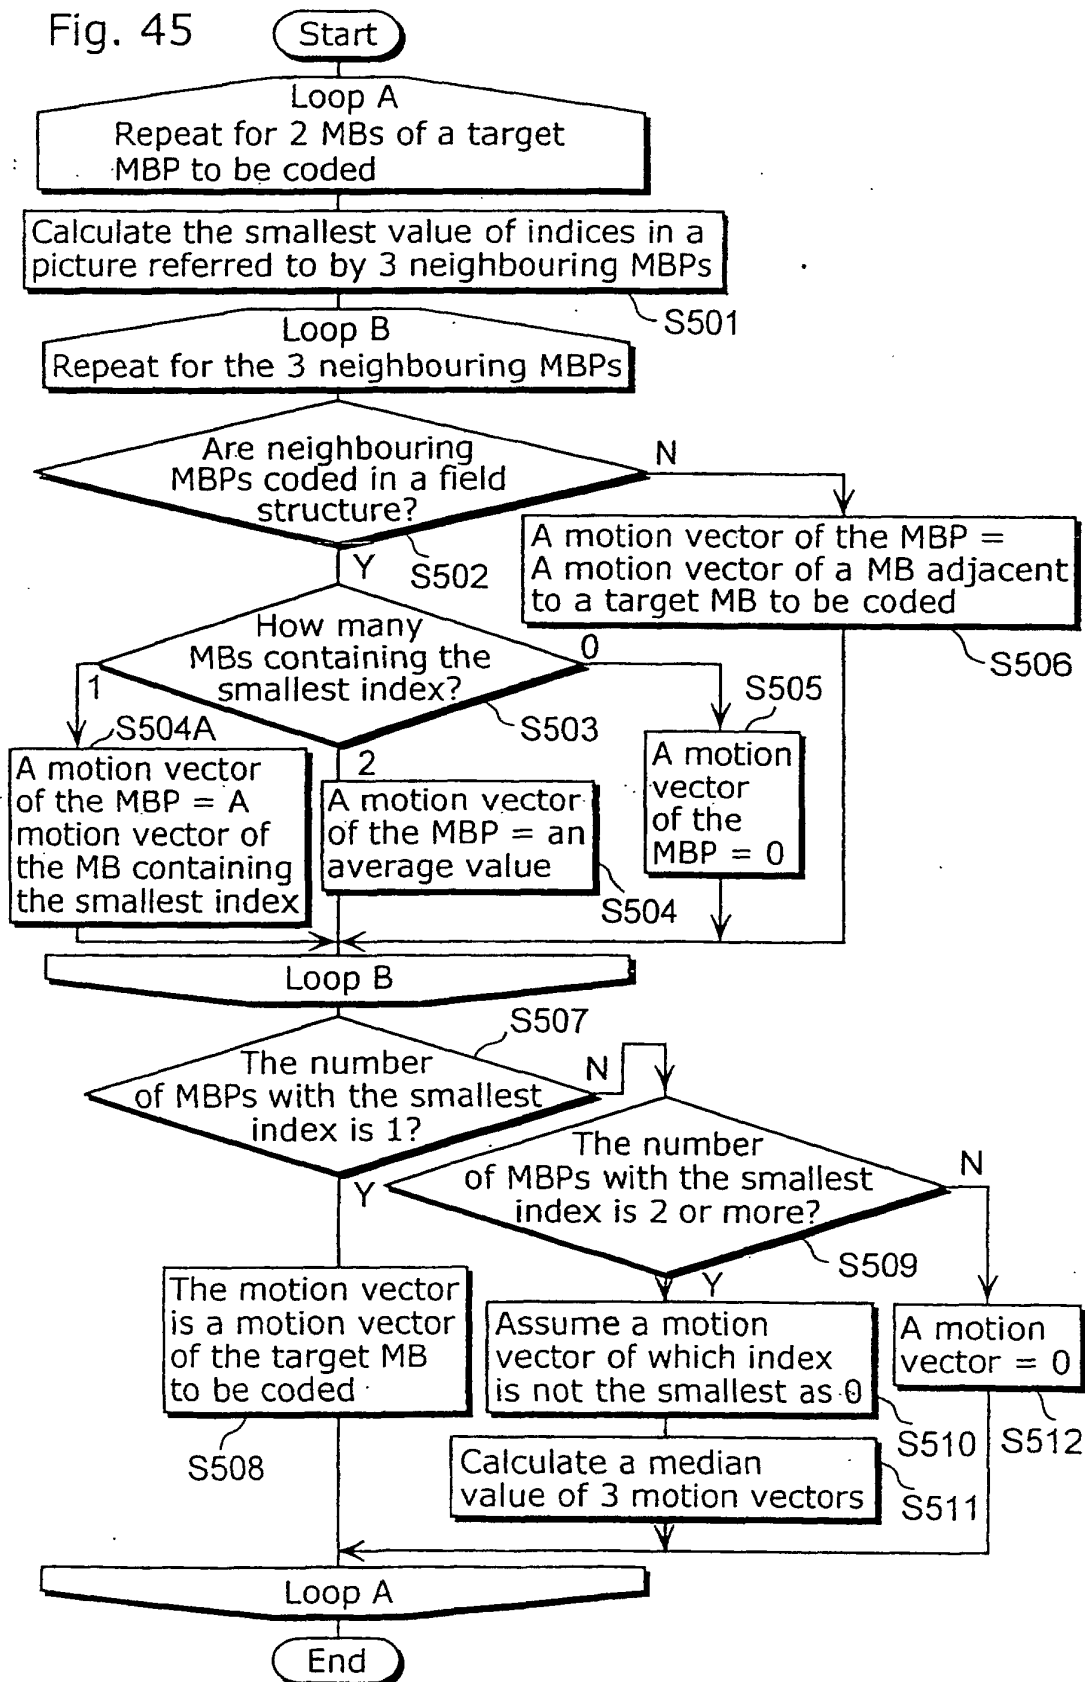 Fig. 45
Start
Loop A
Repeat for 2 MBs of a target
MBP to be coded
Calculate the smallest value of indices in a
picture referred to by 3 neighbouring MBPs
S501
Loop B
Repeat for the 3 neighbouring MBPs
Are neighbouring
MBPs coded in a field
structure?
N
S502
Y
A motion vector of the MBP =
A motion vector of a MB adjacent
to a target MB to be coded
S506
How many
MBs containing the
smallest index?
0
1
S503
2
S505
S504A
A motion vector
of the MBP = A
motion vector of
the MB containing
the smallest index
A motion vector
of the MBP = an
average value
S504
A motion
vector
of the
MBP = 0
Loop B
S507
The number
of MBPs with the smallest
index is 1?
N
Y
The number
of MBPs with the smallest
index is 2 or more?
N
S509
Y
The motion vector
is a motion vector
of the target MB
to be coded
S508
Assume a motion
vector of which index
is not the smallest as 0
S510
A motion
vector = 0
S512
Calculate a median
value of 3 motion vectors
S511
Loop A
End